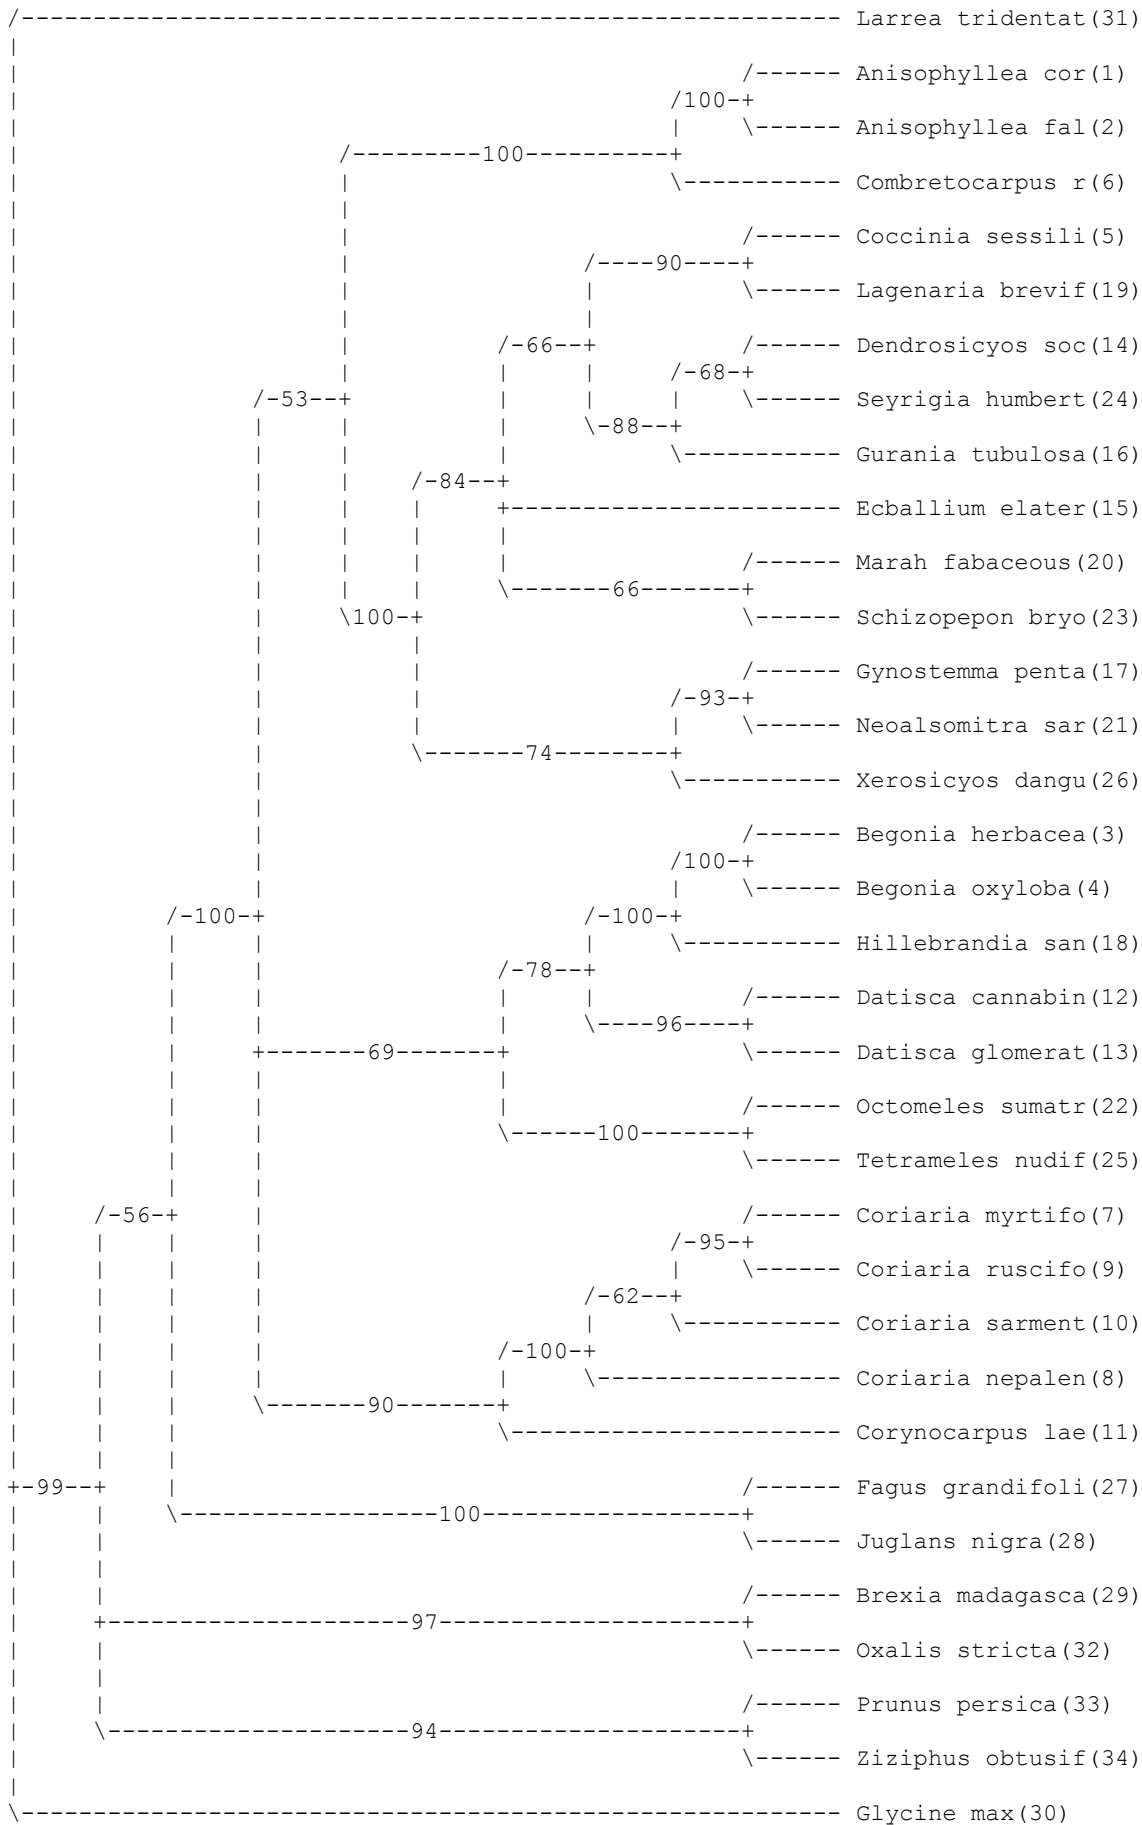 Larrea tridentat(31)
Anisophyllea cor(1)
100
Anisophyllea fal(2)
100
Combretocarpus r(6)
Coccinia sessili(5)
90
Lagenaria brevif(19)
66
Dendrosicyos soc(14)
68
53
Seyrigia humbert(24)
88
Gurania tubulosa(16)
84
Ecballium elater(15)
Marah fabaceous(20)
66
100
Schizopepon bryo(23)
Gynostemma penta(17)
93
Neoalsomitra sar(21)
74
Xerosicyos dangu(26)
Begonia herbacea(3)
100
Begonia oxyloba(4)
100
100
Hillebrandia san(18)
78
Datisca cannabin(12)
96
69
Datisca glomerat(13)
Octomeles sumatr(22)
100
Tetrameles nudif(25)
56
Coriaria myrtifo(7)
95
Coriaria ruscifo(9)
62
Coriaria sarment(10)
100
Coriaria nepalen(8)
90
Corynocarpus lae(11)
99
Fagus grandifoli(27)
100
Juglans nigra(28)
Brexia madagasca(29)
97
Oxalis stricta(32)
Prunus persica(33)
94
Ziziphus obtusif(34)
Glycine max(30)